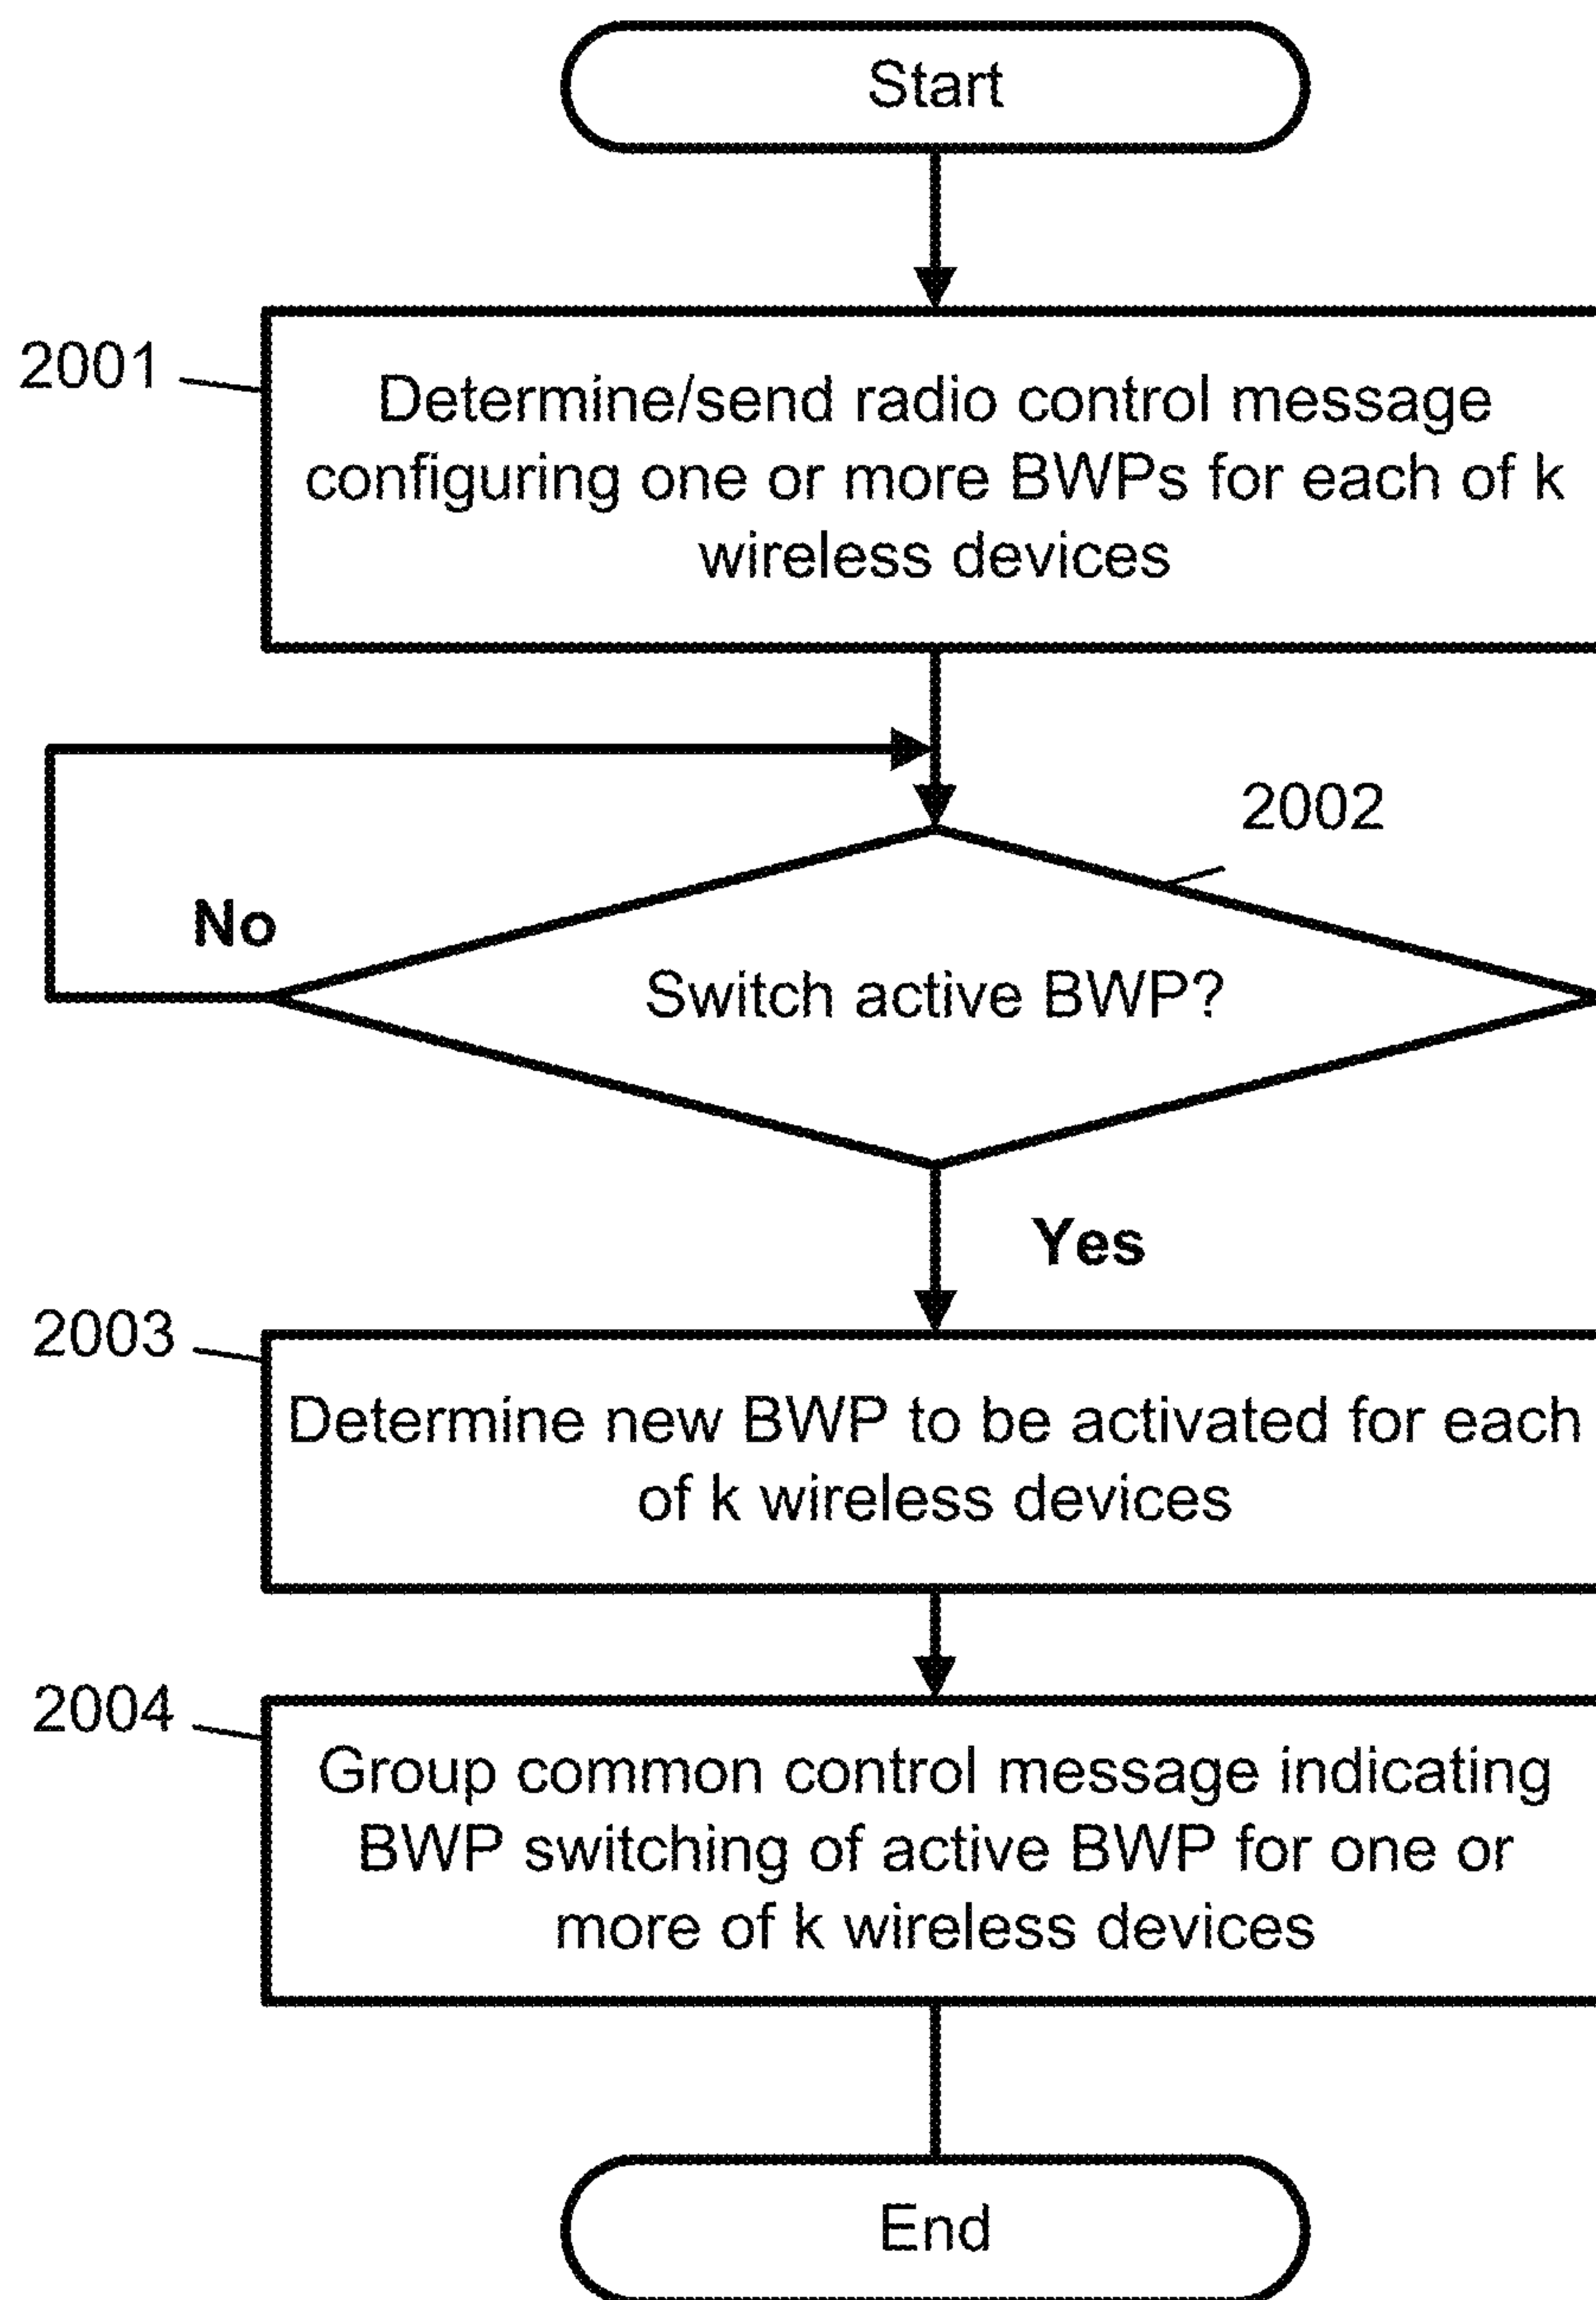 Start
2001
Determine/send radio control message
configuring one or more BWPs for each of k
wireless devices
2002
No
Switch active BWP?
Yes
2003
Determine new BWP to be activated for each
of k wireless devices
2004
Group common control message indicating
BWP switching of active BWP for one or
more of k wireless devices
End